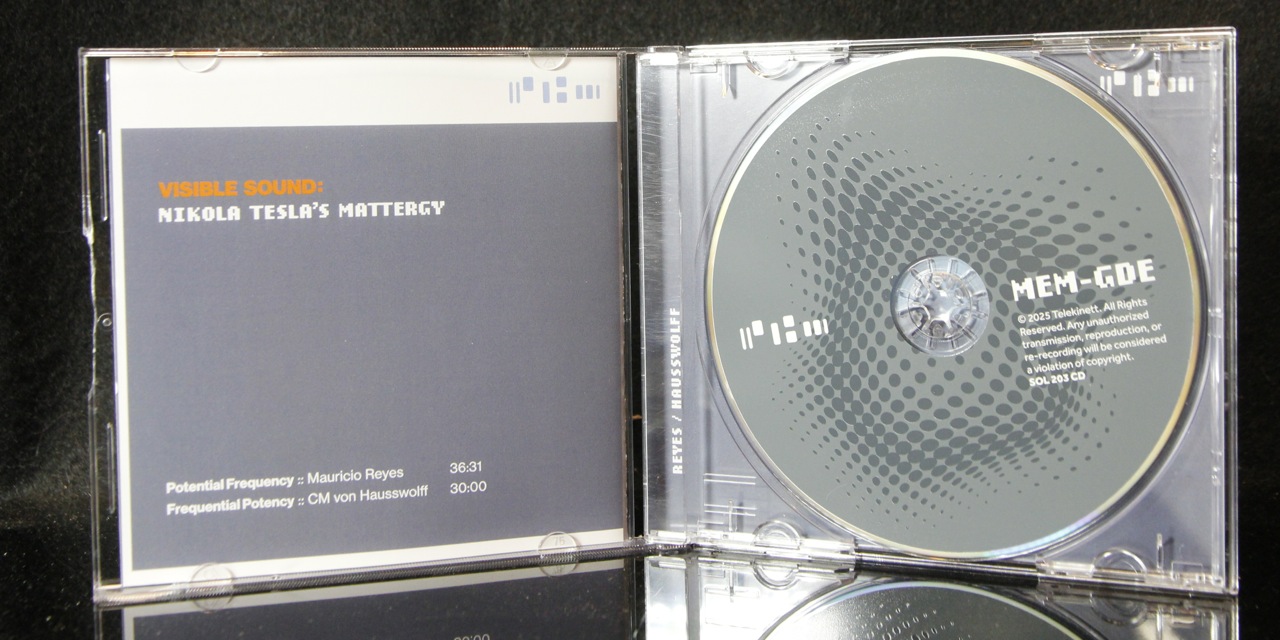 VISIBLE SOUND:
NIKOLA TESLA'S MATTERGY
Potential Frequency :: Mauricio Reyes 36:31
Frequential Potency :: CM von Hausswolff 30:00
REYES / HAUSSWOLFF
MEM-GDE
© 2025 Telekinett. All Rights
Reserved. Any unauthorized
transmission, reproduction, or
re-recording will be considered
a violation of copyright.
SOL 203 CD